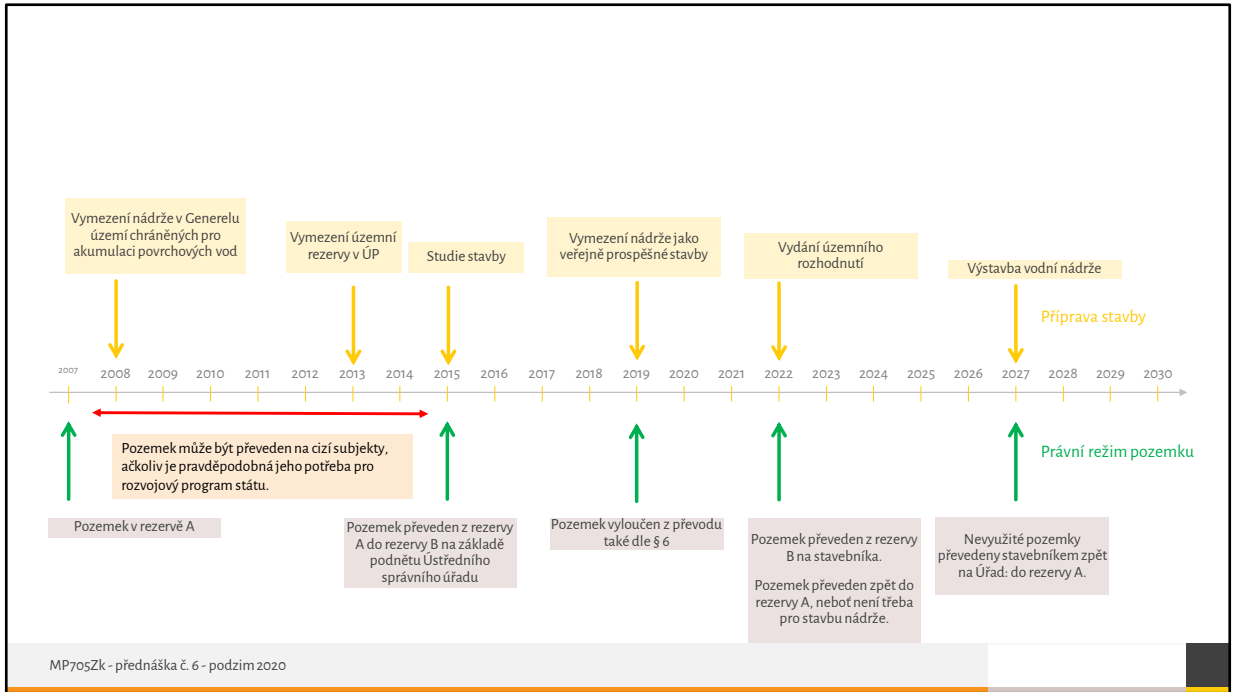 Vymezení nádrže v Generelu
území chráněných pro
akumulaci povrchových vod
Vymezení územní
rezervy v ÚP
Studie stavby
Vymezení nádrže jako
veřejně prospěšné stavby
Vydání územního
rozhodnutí
Výstavba vodní nádrže
Příprava stavby
2007 2008 2009 2010 2011 2012 2013 2014 2015 2016 2017 2018 2019 2020 2021 2022 2023 2024 2025 2026 2027 2028 2029 2030
Pozemek může být převeden na cizí subjekty,
ačkoliv je pravděpodobná jeho potřeba pro
rozvojový program státu.
Právní režim pozemku
Pozemek v rezervě A
Pozemek převeden z rezervy
A do rezervy B na základě
podnětu Ústředního
správního úřadu
Pozemek vyloučen z převodu
také dle § 6
Pozemek převeden z rezervy
B na stavebníka.
Pozemek převeden zpět do
rezervy A, neboť není třeba
pro stavbu nádrže.
Nevyužité pozemky
převedeny stavebníkem zpět
na Úřad: do rezervy A.
MP705Zk - přednáška č. 6 - podzim 2020